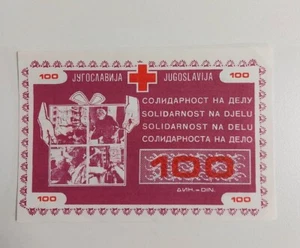 100 100
ЈУГОСЛАВИЈА JUGOSLAVIJA
СОЛИДАРНОСТ НА ДЕЛУ
SOLIDARNOST NA DJELU
SOLIDARNOST NA DELU
СОЛИДАРНОСТА НА ДЕЛО
100
ДИН. – DIN.
100 100